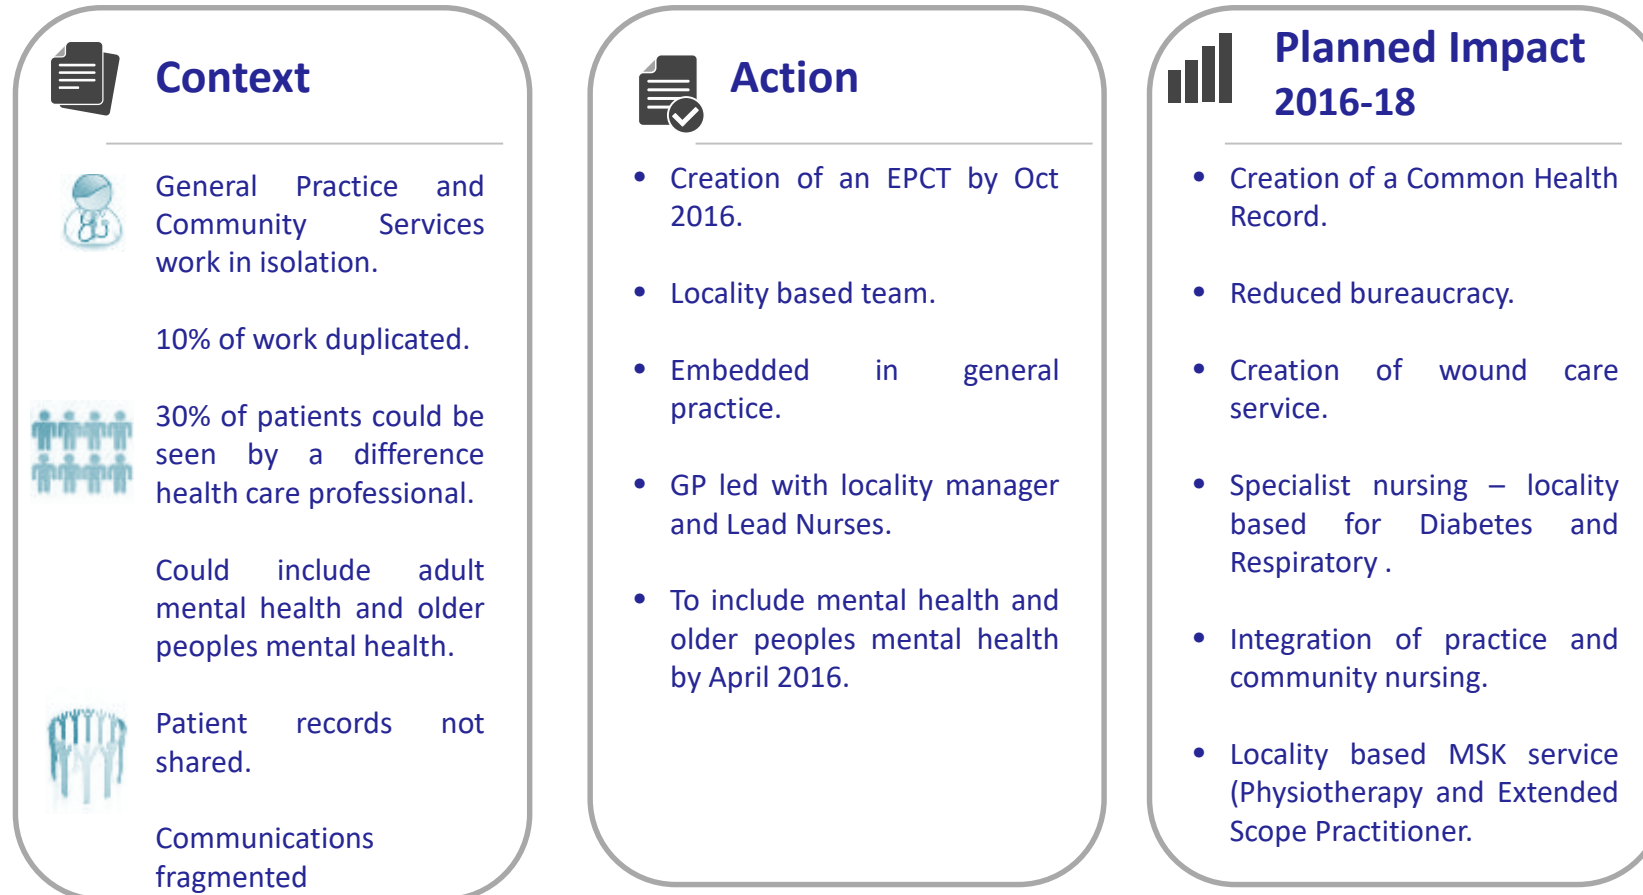 Context
General Practice and
Community Services
work in isolation.
10% of work duplicated.
30% of patients could be
seen by a difference
health care professional.
Could include adult
mental health and older
peoples mental health.
Patient records not
shared.
Communications
fragmented
Action
• Creation of an EPCT by Oct
2016.
• Locality based team.
• Embedded in general
practice.
• GP led with locality manager
and Lead Nurses.
• To include mental health and
older peoples mental health
by April 2016.
Planned Impact
2016-18
• Creation of a Common Health
Record.
• Reduced bureaucracy.
• Creation of wound care
service.
• Specialist nursing – locality
based for Diabetes and
Respiratory .
• Integration of practice and
community nursing.
• Locality based MSK service
(Physiotherapy and Extended
Scope Practitioner.